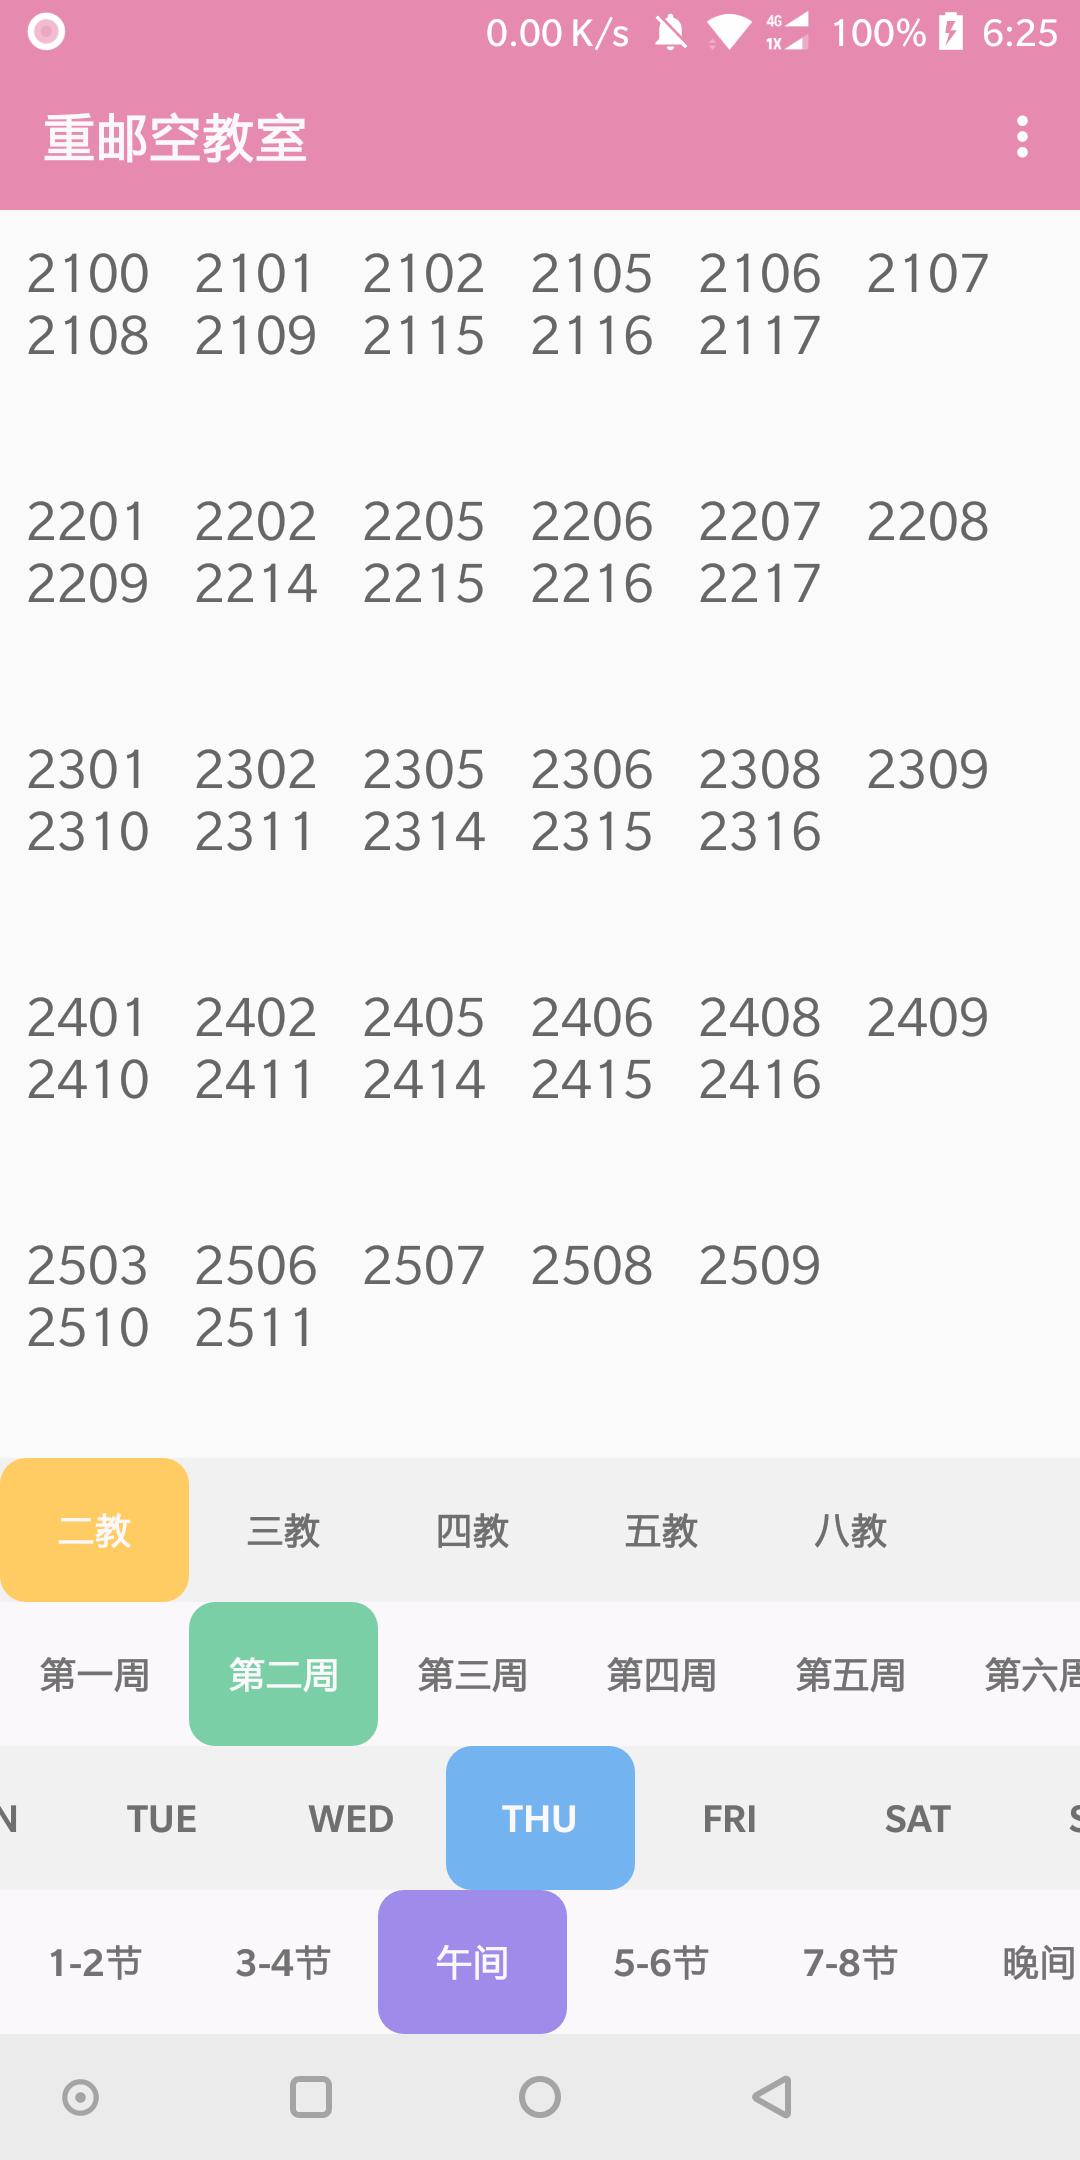 0.00 K/s 4G 1X 100% 6:25
重邮空教室
2100 2101 2102 2105 2106 2107
2108 2109 2115 2116 2117
2201 2202 2205 2206 2207 2208
2209 2214 2215 2216 2217
2301 2302 2305 2306 2308 2309
2310 2311 2314 2315 2316
2401 2402 2405 2406 2408 2409
2410 2411 2414 2415 2416
2503 2506 2507 2508 2509
2510 2511
二教 三教 四教 五教 八教
第一周 第二周 第三周 第四周 第五周 第六周
N TUE WED THU FRI SAT S
1-2节 3-4节 午间 5-6节 7-8节 晚间